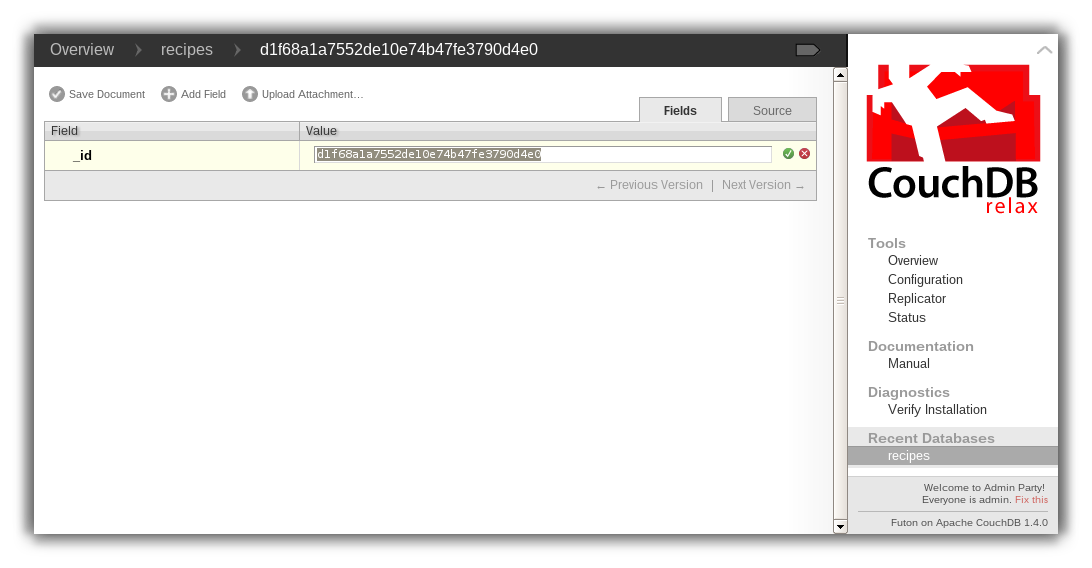 Overview recipes d1f68a1a7552de10e74b47fe3790d4e0
Save Document Add Field Upload Attachment…
Fields Source
Field Value
_id d1f68a1a7552de10e74b47fe3790d4e0
← Previous Version | Next Version →
CouchDB
relax
Tools
Overview
Configuration
Replicator
Status
Documentation
Manual
Diagnostics
Verify Installation
Recent Databases
recipes
Welcome to Admin Party!
Everyone is admin. Fix this
Futon on Apache CouchDB 1.4.0